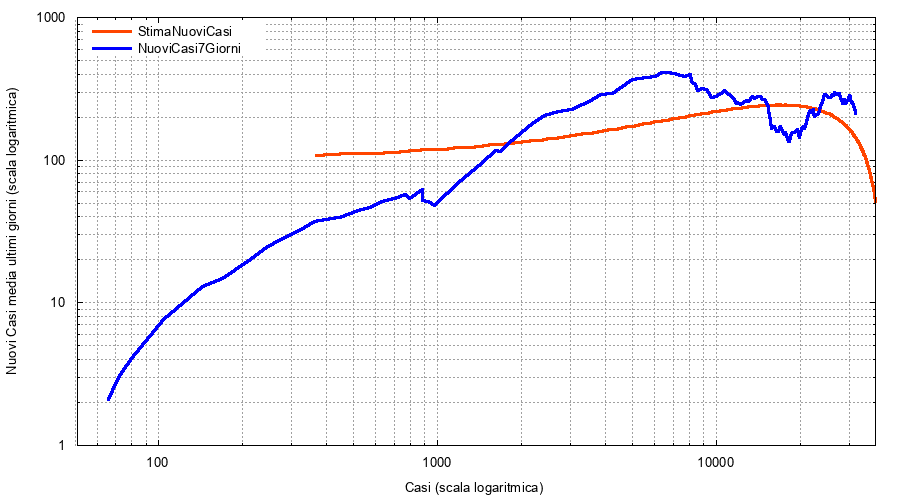 1000
StimaNuoviCasi
NuoviCasi7Giorni
100
10
1
Nuovi Casi media ultimi giorni (scala logaritmica)
100
1000
10000
Casi (scala logaritmica)